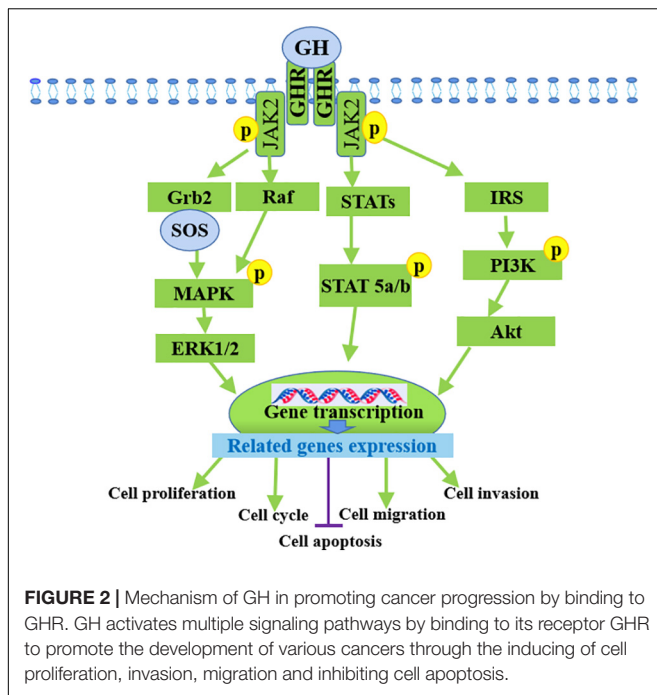 GH
GHR GHR
JAK2 JAK2
p p
Grb2 Raf STATs IRS
SOS
p p p
MAPK STAT 5a/b PI3K
ERK1/2 Akt
Gene transcription
Related genes expression
Cell proliferation Cell invasion
Cell cycle Cell migration
Cell apoptosis
FIGURE 2 | Mechanism of GH in promoting cancer progression by binding to
GHR. GH activates multiple signaling pathways by binding to its receptor GHR
to promote the development of various cancers through the inducing of cell
proliferation, invasion, migration and inhibiting cell apoptosis.